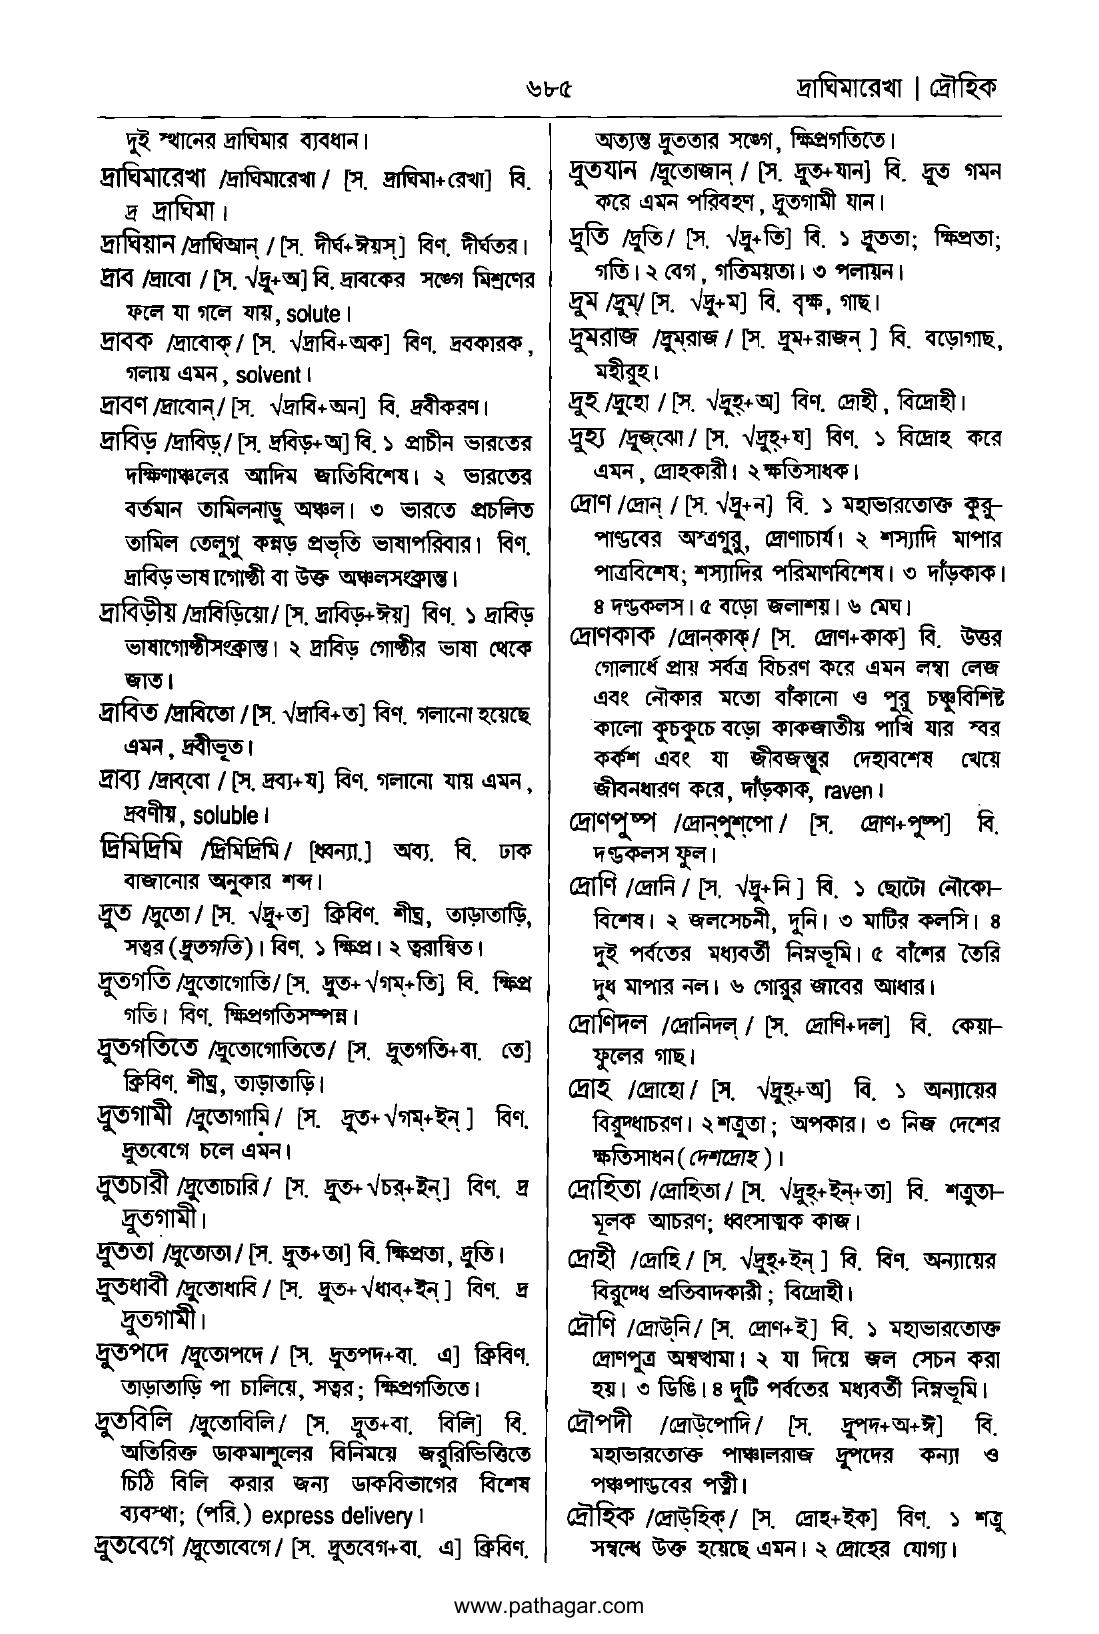 ৬৮৫
দ্রাঘিমারেখা | দ্রৌহিক
দুই স্থানের দ্রাঘিমার ব্যবধান।
দ্রাঘিমারেখা /দ্রাঘিমারেখা / [স. দ্রাঘিমা+রেখা] বি.
দ্র দ্রাঘিমা।
দ্রাঘিয়ান /দ্রাঘিআন্ / [স. দীর্ঘ+ঈয়স্] বিণ. দীর্ঘতর।
দ্রাব /দ্রাবো / [স. √দ্রু+অ] বি. দ্রাবকের সঙ্গে মিশ্রণের
ফলে যা গলে যায়, solute।
দ্রাবক /দ্রাবোক্ / [স. √দ্রাবি+অক] বিণ. দ্রবকারক,
গলায় এমন, solvent।
দ্রাবণ /দ্রাবোন্ / [স. √দ্রাবি+অন] বি. দ্রবীকরণ।
দ্রাবিড় /দ্রাবিড়্ / [স. দ্রবিড়+অ] বি. ১ প্রাচীন ভারতের
দক্ষিণাঞ্চলের আদিম জাতিবিশেষ। ২ ভারতের
বর্তমান তামিলনাড়ু অঞ্চল। ৩ ভারতে প্রচলিত
তামিল তেলুগু কন্নড় প্রভৃতি ভাষাপরিবার। বিণ.
দ্রাবিড় ভাষাগোষ্ঠী বা উক্ত অঞ্চলসংক্রান্ত।
দ্রাবিড়ীয় /দ্রাবিড়িয়ো / [স. দ্রাবিড়+ঈয়] বিণ. ১ দ্রাবিড়
ভাষাগোষ্ঠীসংক্রান্ত। ২ দ্রাবিড় গোষ্ঠীর ভাষা থেকে
জাত।
দ্রাবিত /দ্রাবিতো / [স. √দ্রাবি+ত] বিণ. গলানো হয়েছে
এমন, দ্রবীভূত।
দ্রাব্য /দ্রাব্‌বো / [স. দ্রব্য+য] বিণ. গলানো যায় এমন,
দ্রবণীয়, soluble।
দ্রিমিদ্রিমি /দ্রিমিদ্রিমি / [ধ্বন্যা.] অব্য. বি. ঢাক
বাজানোর অনুকার শব্দ।
দ্রুত /দ্রুতো / [স. √দ্রু+ত] ক্রিবিণ. শীঘ্র, তাড়াতাড়ি,
সত্বর (দ্রুতগতি)। বিণ. ১ ক্ষিপ্র। ২ ত্বরান্বিত।
দ্রুতগতি /দ্রুতোগোতি / [স. দ্রুত+√গম্+তি] বি. ক্ষিপ্র
গতি। বিণ. ক্ষিপ্রগতিসম্পন্ন।
দ্রুতগতিতে /দ্রুতোগোতিতে / [স. দ্রুতগতি+বা. তে]
ক্রিবিণ. শীঘ্র, তাড়াতাড়ি।
দ্রুতগামী /দ্রুতোগামি / [স. দ্রুত+√গম্+ইন্ ] বিণ.
দ্রুতবেগে চলে এমন।
দ্রুতচারী /দ্রুতোচারি / [স. দ্রুত+√চর্+ইন্] বিণ. দ্র
দ্রুতগামী।
দ্রুততা /দ্রুতোতা / [স. দ্রুত+তা] বি. ক্ষিপ্রতা, দ্রুতি।
দ্রুতধাবী /দ্রুতোধাবি / [স. দ্রুত+√ধাব্+ইন্ ] বিণ. দ্র
দ্রুতগামী।
দ্রুতপদে /দ্রুতোপদে / [স. দ্রুতপদ+বা. এ] ক্রিবিণ.
তাড়াতাড়ি পা চালিয়ে, সত্বর; ক্ষিপ্রগতিতে।
দ্রুতবিলি /দ্রুতোবিলি / [স. দ্রুত+বা. বিলি] বি.
অতিরিক্ত ডাকমাশুলের বিনিময়ে জরুরিভিত্তিতে
চিঠি বিলি করার জন্য ডাকবিভাগের বিশেষ
ব্যবস্থা; (পরি.) express delivery।
দ্রুতবেগে /দ্রুতোবেগে / [স. দ্রুতবেগ+বা. এ] ক্রিবিণ.
অত্যন্ত দ্রুততার সঙ্গে, ক্ষিপ্রগতিতে।
দ্রুতযান /দ্রুতোজান্ / [স. দ্রুত+যান] বি. দ্রুত গমন
করে এমন পরিবহণ, দ্রুতগামী যান।
দ্রুতি /দ্রুতি / [স. √দ্রু+তি] বি. ১ দ্রুততা; ক্ষিপ্রতা;
গতি। ২ বেগ, গতিময়তা। ৩ পলায়ন।
দ্রুম /দ্রুম্ / [স. √দ্রু+ম] বি. বৃক্ষ, গাছ।
দ্রুমরাজ /দ্রুম্‌রাজ / [স. দ্রুম+রাজন্ ] বি. বড়োগাছ,
মহীরুহ।
দ্রুহ /দ্রুহো / [স. √দ্রুহ্+অ] বিণ. দ্রোহী, বিদ্রোহী।
দ্রুহ্য /দ্রুজ্‌ঝো / [স. √দ্রুহ্+য] বিণ. ১ বিদ্রোহ করে
এমন, দ্রোহকারী। ২ ক্ষতিসাধক।
দ্রোণ /দ্রোন্ / [স. √দ্রু+ন] বি. ১ মহাভারতোক্ত কুরু–
পাণ্ডবের অস্ত্রগুরু, দ্রোণাচার্য। ২ শস্যাদি মাপার
পাত্রবিশেষ; শস্যাদির পরিমাণবিশেষ। ৩ দাঁড়কাক।
৪ দণ্ডকলস। ৫ বড়ো জলাশয়। ৬ মেঘ।
দ্রোণকাক /দ্রোন্‌কাক্ / [স. দ্রোণ+কাক] বি. উত্তর
গোলার্ধে প্রায় সর্বত্র বিচরণ করে এমন লম্বা লেজ
এবং নৌকার মতো বাঁকানো ও পুরু চঞ্চুবিশিষ্ট
কালো কুচকুচে বড়ো কাকজাতীয় পাখি যার স্বর
কর্কশ এবং যা জীবজন্তুর দেহাবশেষ খেয়ে
জীবনধারণ করে, দাঁড়কাক, raven।
দ্রোণপুষ্প /দ্রোন্‌পুশ্‌পো / [স. দ্রোণ+পুষ্প] বি.
দণ্ডকলস ফুল।
দ্রোণি /দ্রোনি / [স. √দ্রু+নি ] বি. ১ ছোটো নৌকো–
বিশেষ। ২ জলসেচনী, দুনি। ৩ মাটির কলসি। ৪
দুই পর্বতের মধ্যবর্তী নিম্নভূমি। ৫ বাঁশের তৈরি
দুধ মাপার নল। ৬ গোরুর জাবের আধার।
দ্রোণিদল /দ্রোনিদল্ / [স. দ্রোণি+দল] বি. কেয়া–
ফুলের গাছ।
দ্রোহ /দ্রোহো / [স. √দ্রুহ্+অ] বি. ১ অন্যায়ের
বিরুদ্ধাচরণ। ২ শত্রুতা; অপকার। ৩ নিজ দেশের
ক্ষতিসাধন (দেশদ্রোহ )।
দ্রোহিতা /দ্রোহিতা / [স. √দ্রুহ্+ইন্+তা] বি. শত্রুতা–
মূলক আচরণ; ধ্বংসাত্মক কাজ।
দ্রোহী /দ্রোহি / [স. √দ্রুহ্+ইন্ ] বি. বিণ. অন্যায়ের
বিরুদ্ধে প্রতিবাদকারী; বিদ্রোহী।
দ্রৌণি /দ্রোউ্‌নি / [স. দ্রোণ+ই] বি. ১ মহাভারতোক্ত
দ্রোণপুত্র অশ্বত্থামা। ২ যা দিয়ে জল সেচন করা
হয়। ৩ ডিঙি। ৪ দুটি পর্বতের মধ্যবর্তী নিম্নভূমি।
দ্রৌপদী /দ্রোউ্‌পোদি / [স. দ্রুপদ+অ+ঈ] বি.
মহাভারতোক্ত পাঞ্চালরাজ দ্রুপদের কন্যা ও
পঞ্চপাণ্ডবের পত্নী।
দ্রৌহিক /দ্রোউ্‌হিক্ / [স. দ্রোহ+ইক] বিণ. ১ শত্রু
সম্বন্ধে উক্ত হয়েছে এমন। ২ দ্রোহের যোগ্য।
www.pathagar.com